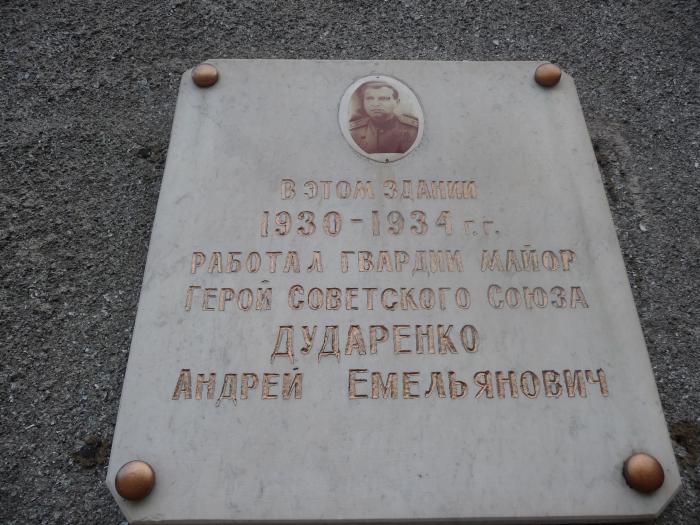 В ЭТОМ ЗДАНИИ
1930-1934 г.г.
РАБОТАЛ ГВАРДИИ МАЙОР
ГЕРОЙ СОВЕТСКОГО СОЮЗА
ДУДАРЕНКО
АНДРЕЙ ЕМЕЛЬЯНОВИЧ